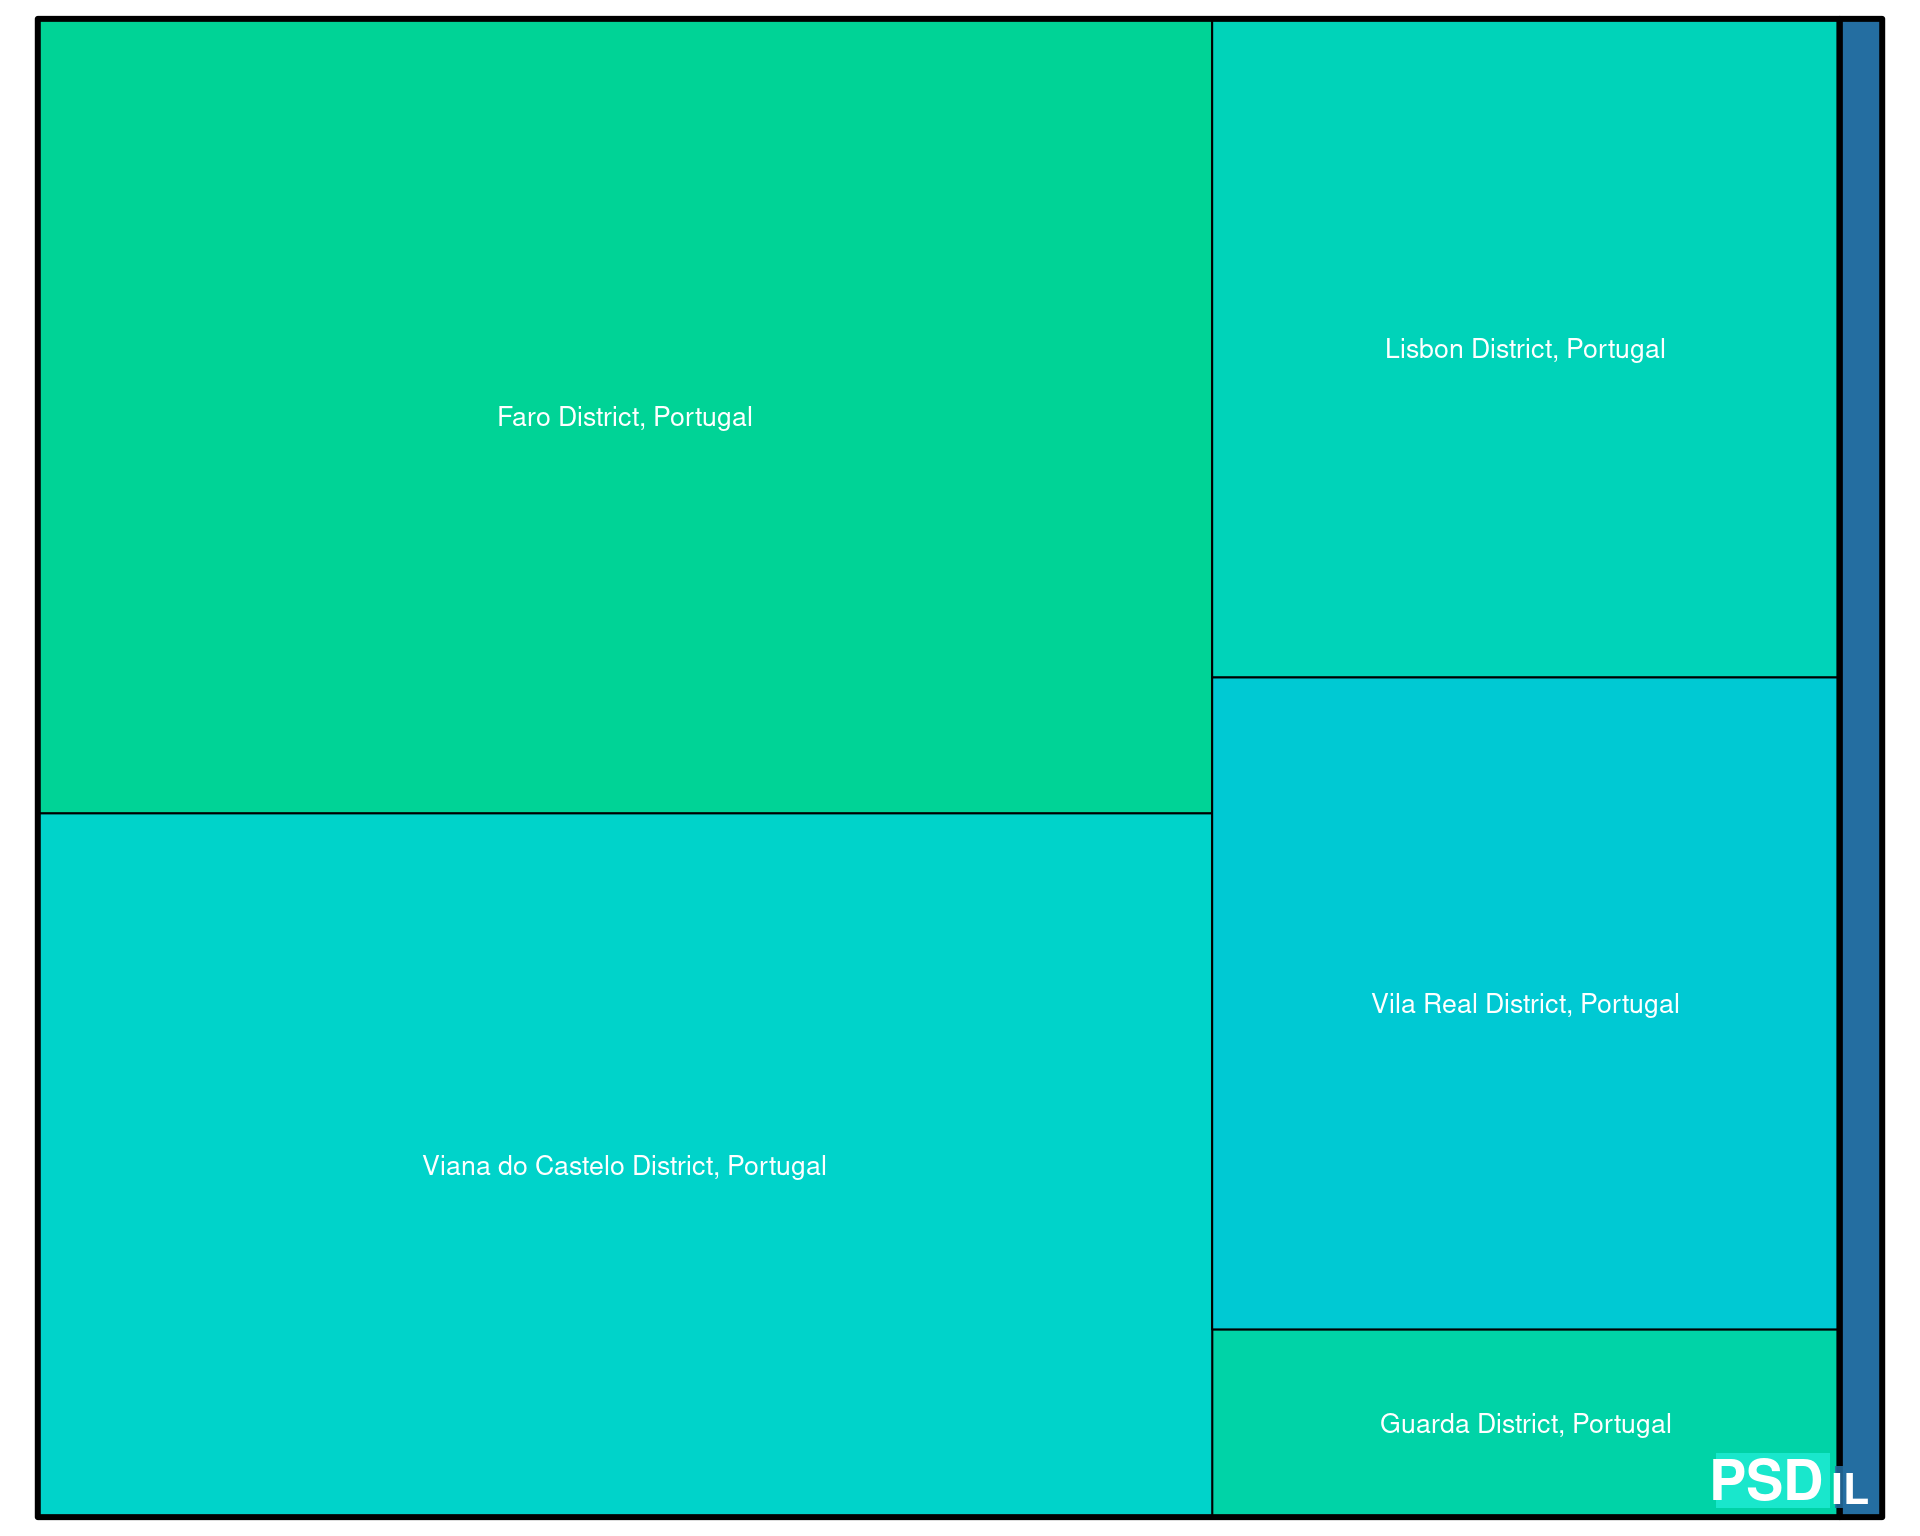 Faro District, Portugal
Lisbon District, Portugal
Viana do Castelo District, Portugal
Vila Real District, Portugal
Guarda District, Portugal
PSD
IL